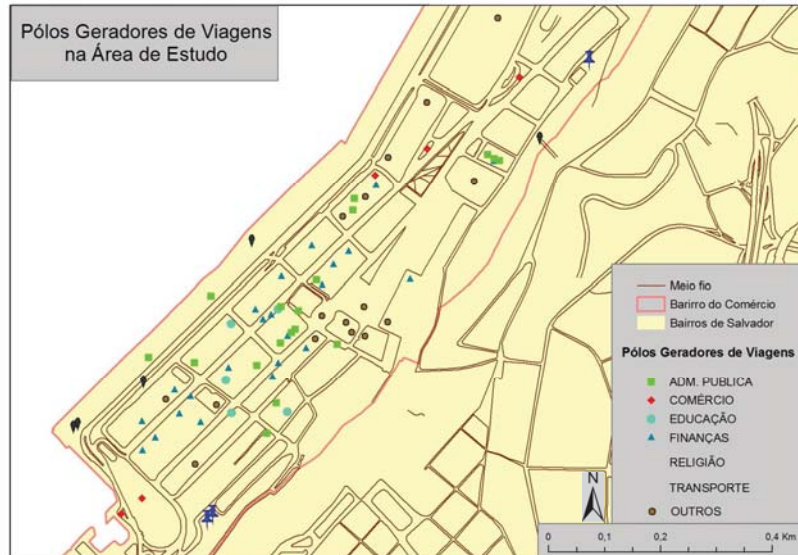 Pólos Geradores de Viagens
na Área de Estudo
Meio fio
Barirro do Comércio
Bairros de Salvador
Pólos Geradores de Viagens
ADM. PUBLICA
COMÉRCIO
EDUCAÇÃO
FINANÇAS
RELIGIÃO
TRANSPORTE
OUTROS
N
0 0,1 0,2 0,4 Km